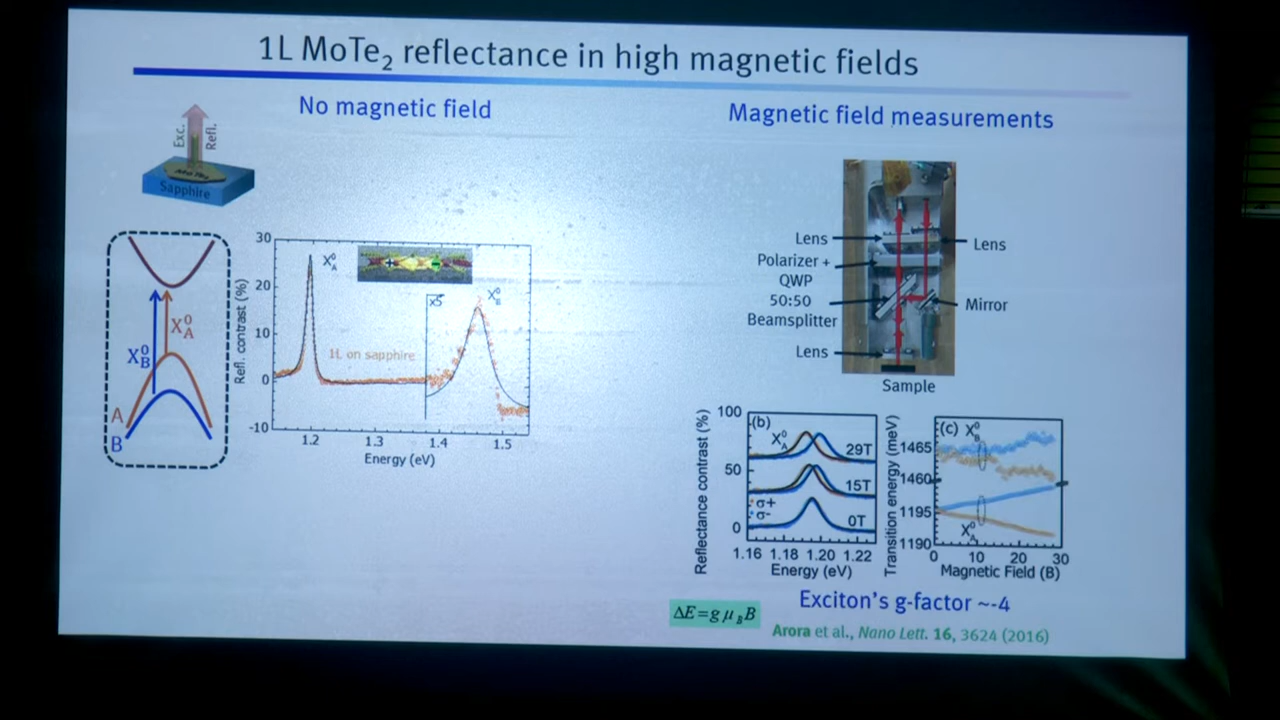 1L MoTe₂ reflectance in high magnetic fields
No magnetic field
Magnetic field measurements
Exc.
Refl.
MoTe₂
Sapphire
X⁰A
X⁰B
A
B
30
20
10
0
-10
Refl. contrast (%)
X⁰A
x5
X⁰B
1L on sapphire
1.2 1.3 1.4 1.5
Energy (eV)
Lens
Lens
Polarizer +
QWP
50:50
Beamsplitter
Mirror
Lens
Sample
100
50
0
Reflectance contrast (%)
(b)
X⁰A
29T
15T
σ+
σ-
0T
1.16 1.18 1.20 1.22
Energy (eV)
Transition energy (meV)
1465
1460
1195
1190
(c)
X⁰B
X⁰A
0 10 20 30
Magnetic Field (B)
ΔE=gμ_BB
Exciton's g-factor ~-4
Arora et al., Nano Lett. 16, 3624 (2016)